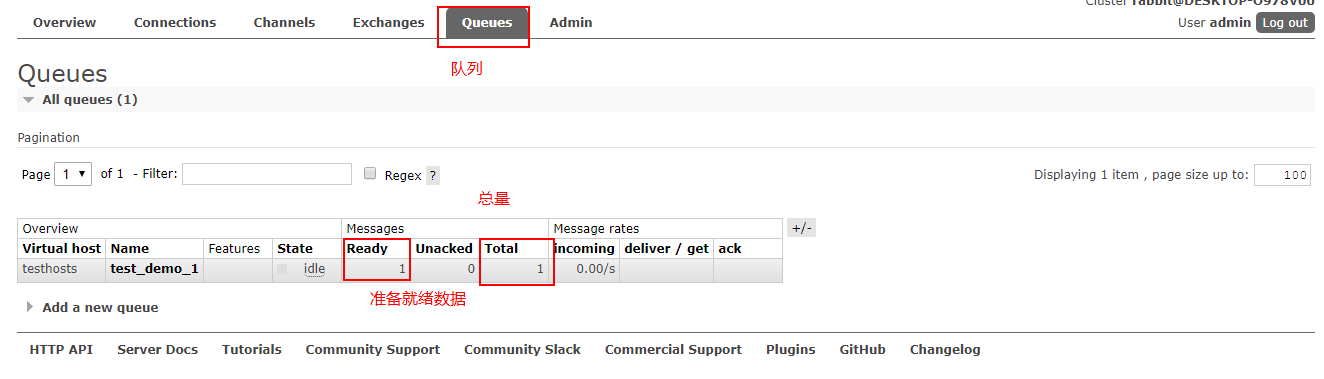 Cluster rabbit@DESKTOP-O978V00
Overview Connections Channels Exchanges Queues Admin User admin Log out
队列
Queues
All queues (1)
Pagination
Page 1 of 1 - Filter: Regex ? Displaying 1 item , page size up to: 100
总量
Overview Messages Message rates +/-
Virtual host Name Features State Ready Unacked Total incoming deliver / get ack
testhosts test_demo_1 idle 1 0 1 0.00/s
准备就绪数据
Add a new queue
HTTP API Server Docs Tutorials Community Support Community Slack Commercial Support Plugins GitHub Changelog